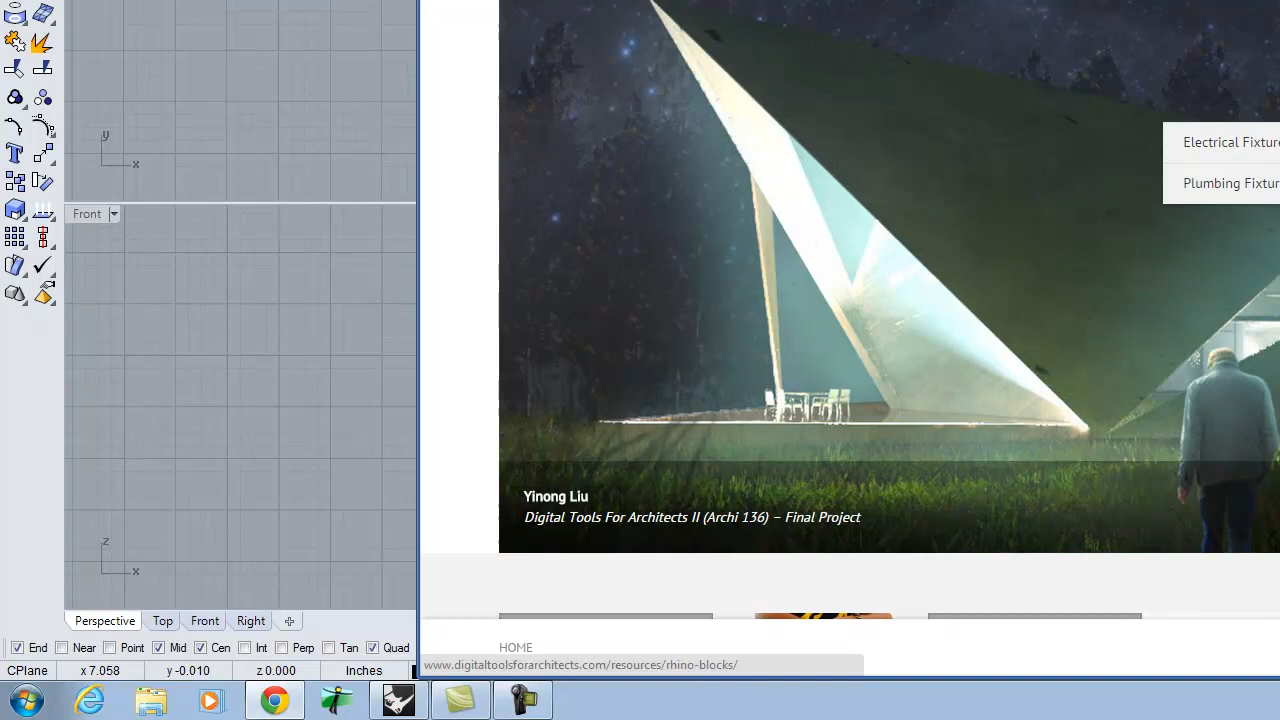 y
x
Front
Electrical Fixture
Plumbing Fixtur
Yinong Liu
Digital Tools For Architects II (Archi 136) – Final Project
z
x
Perspective Top Front Right
HOME
End Near Point Mid Cen Int Perp Tan Quad
www.digitaltoolsforarchitects.com/resources/rhino-blocks/
CPlane x 7.058 y -0.010 z 0.000 Inches